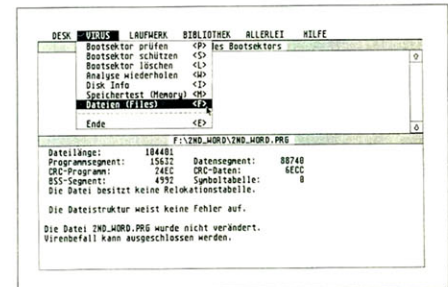 DESK VIRUS LAUFWERK BIBLIOTHEK ALLERLEI HILFE
Bootsektor prüfen <P> des Bootsektors
Bootsektor schützen <S>
Bootsektor löschen <L>
Analyse wiederholen <W>
Disk Info <I>
Speichertest (Memory) <M>
Dateien (Files) <F>
Ende <E>
F:\2ND_WORD\2ND_WORD.PRG
Dateilänge: 104401
Programmsegment: 15632 Datensegment: 88740
CRC-Programm: 24EC CRC-Daten: 6ECC
BSS-Segment: 4992 Symboltabelle: 0
Die Datei besitzt keine Relokationstabelle.
Die Dateistruktur weist keine Fehler auf.
Die Datei 2ND_WORD.PRG wurde nicht verändert.
Virenbefall kann ausgeschlossen werden.